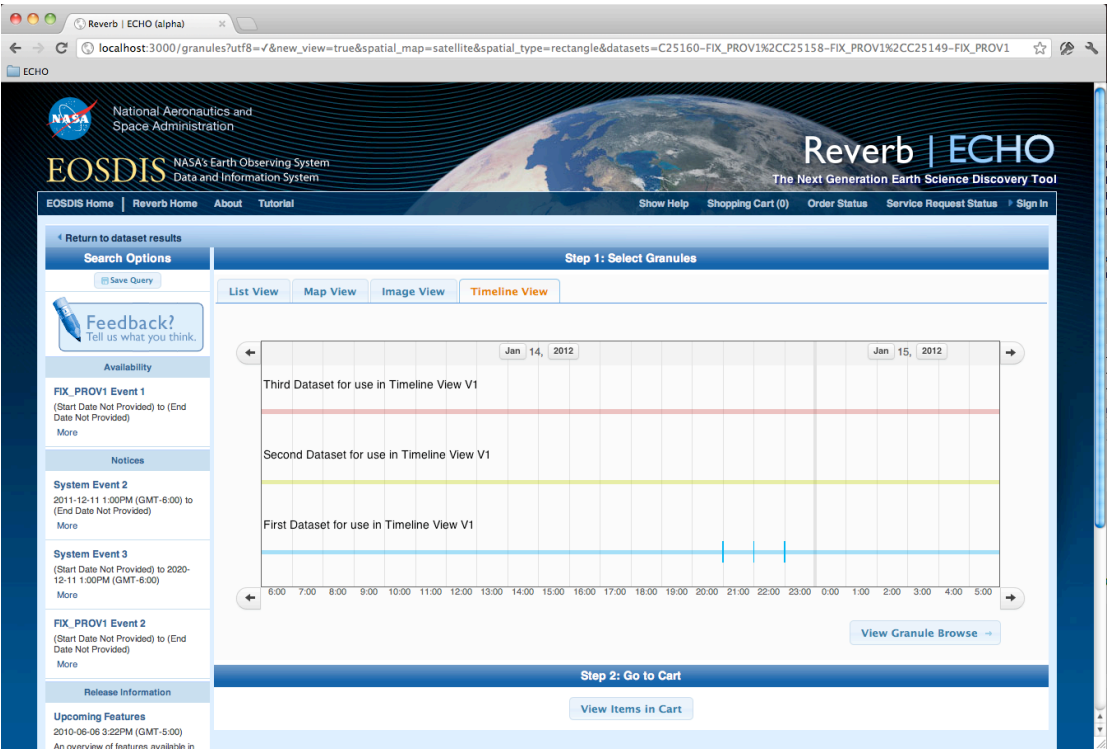 Reverb | ECHO (alpha)
localhost:3000/granules?utf8=✓&new_view=true&spatial_map=satellite&spatial_type=rectangle&datasets=C25160-FIX_PROV1%2CC25158-FIX_PROV1%2CC25149-FIX_PROV1
ECHO
NASA
National Aeronautics and
Space Administration
EOSDIS NASA's Earth Observing System
Data and Information System
Reverb | ECHO
The Next Generation Earth Science Discovery Tool
EOSDIS Home | Reverb Home About Tutorial Show Help Shopping Cart (0) Order Status Service Request Status Sign In
Return to dataset results
Search Options
Save Query
Feedback?
Tell us what you think.
Availability
FIX_PROV1 Event 1
(Start Date Not Provided) to (End
Date Not Provided)
More
Notices
System Event 2
2011-12-11 1:00PM (GMT-6:00) to
(End Date Not Provided)
More
System Event 3
(Start Date Not Provided) to 2020-
12-11 1:00PM (GMT-6:00)
More
FIX_PROV1 Event 2
(Start Date Not Provided) to (End
Date Not Provided)
More
Release Information
Upcoming Features
2010-06-06 3:22PM (GMT-5:00)
An overview of features available in
Step 1: Select Granules
List View Map View Image View Timeline View
Jan 14, 2012 Jan 15, 2012
Third Dataset for use in Timeline View V1
Second Dataset for use in Timeline View V1
First Dataset for use in Timeline View V1
6:00 7:00 8:00 9:00 10:00 11:00 12:00 13:00 14:00 15:00 16:00 17:00 18:00 19:00 20:00 21:00 22:00 23:00 0:00 1:00 2:00 3:00 4:00 5:00
View Granule Browse
Step 2: Go to Cart
View Items in Cart